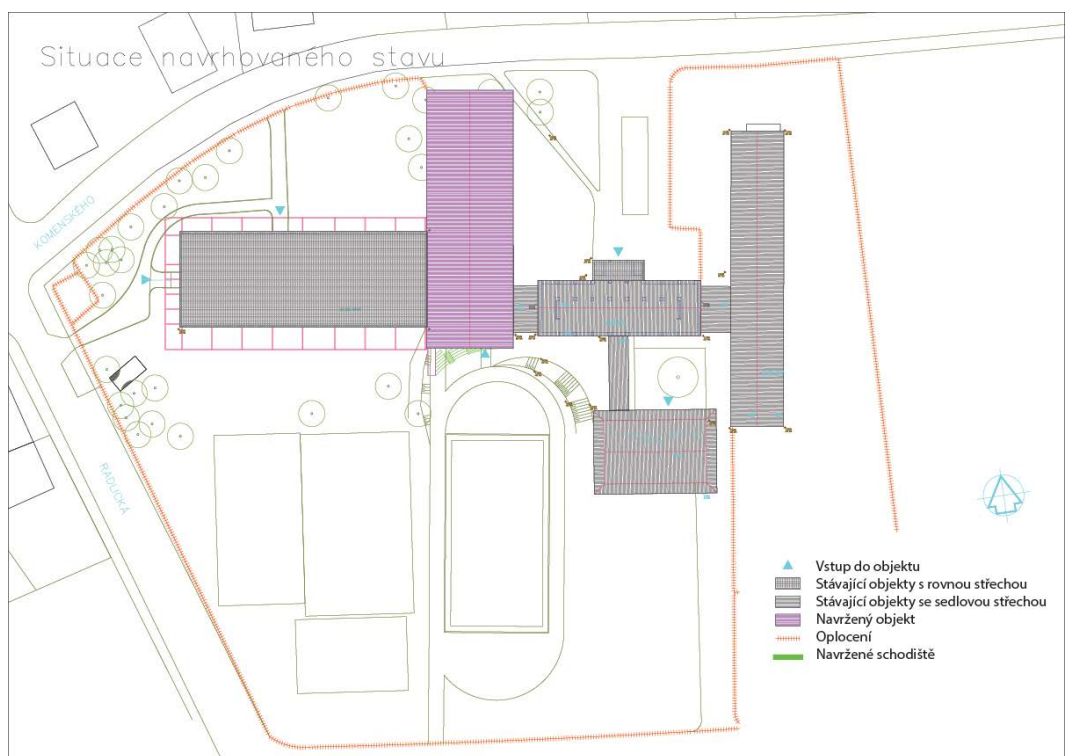 Situace navrhovaného stavu
KOMENSKÉHO
RADLICKÁ
Vstup do objektu
Stávající objekty s rovnou střechou
Stávající objekty se sedlovou střechou
Navržený objekt
Oplocení
Navržené schodiště